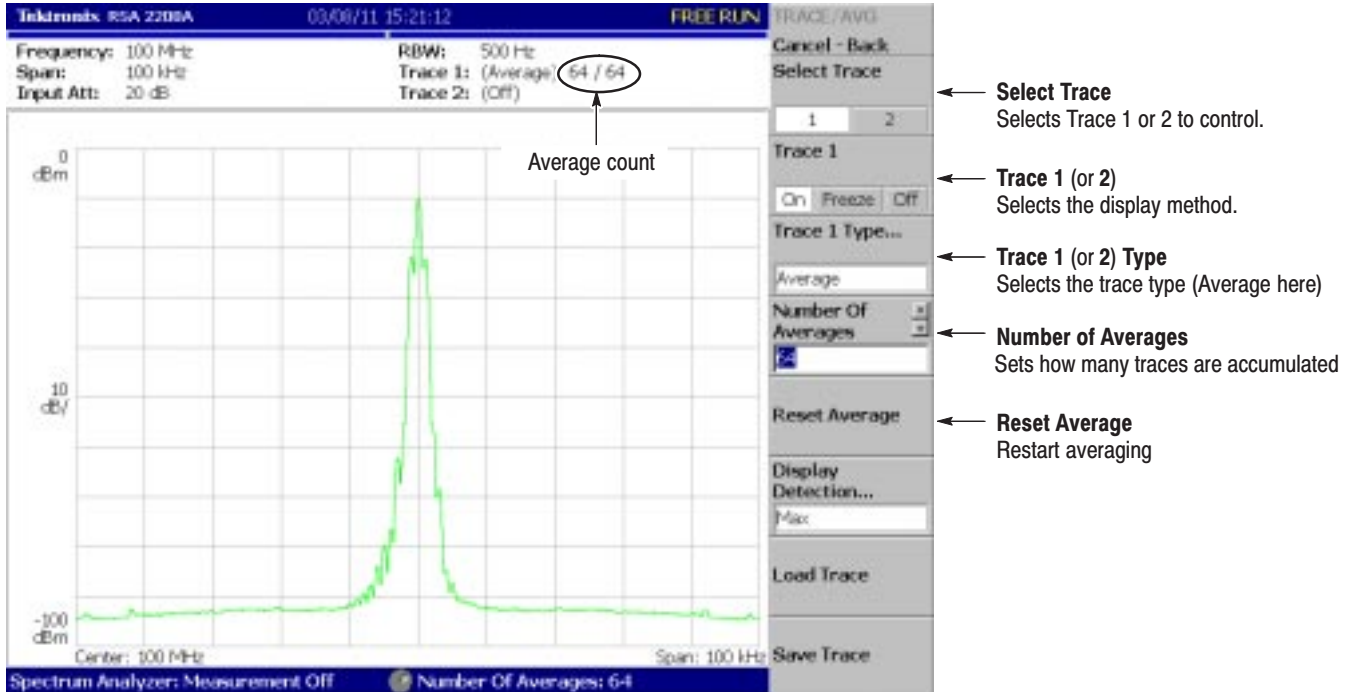 Tektronix RSA 2208A 03/08/11 15:21:12 FREE RUN
Frequency: 100 MHz
Span: 100 kHz
Input Att: 20 dB
RBW: 500 Hz
Trace 1: (Average) 64 / 64
Trace 2: (Off)
Average count
0
dBm
10
dB/
-100
dBm
Center: 100 MHz
Span: 100 kHz
Spectrum Analyzer: Measurement Off
Number Of Averages: 64
TRACE/AVG
Cancel - Back
Select Trace
1 2
Trace 1
On Freeze Off
Trace 1 Type...
Average
Number Of
Averages
64
Reset Average
Display
Detection...
Max
Load Trace
Save Trace
Select Trace
Selects Trace 1 or 2 to control.
Trace 1 (or 2)
Selects the display method.
Trace 1 (or 2) Type
Selects the trace type (Average here)
Number of Averages
Sets how many traces are accumulated
Reset Average
Restart averaging